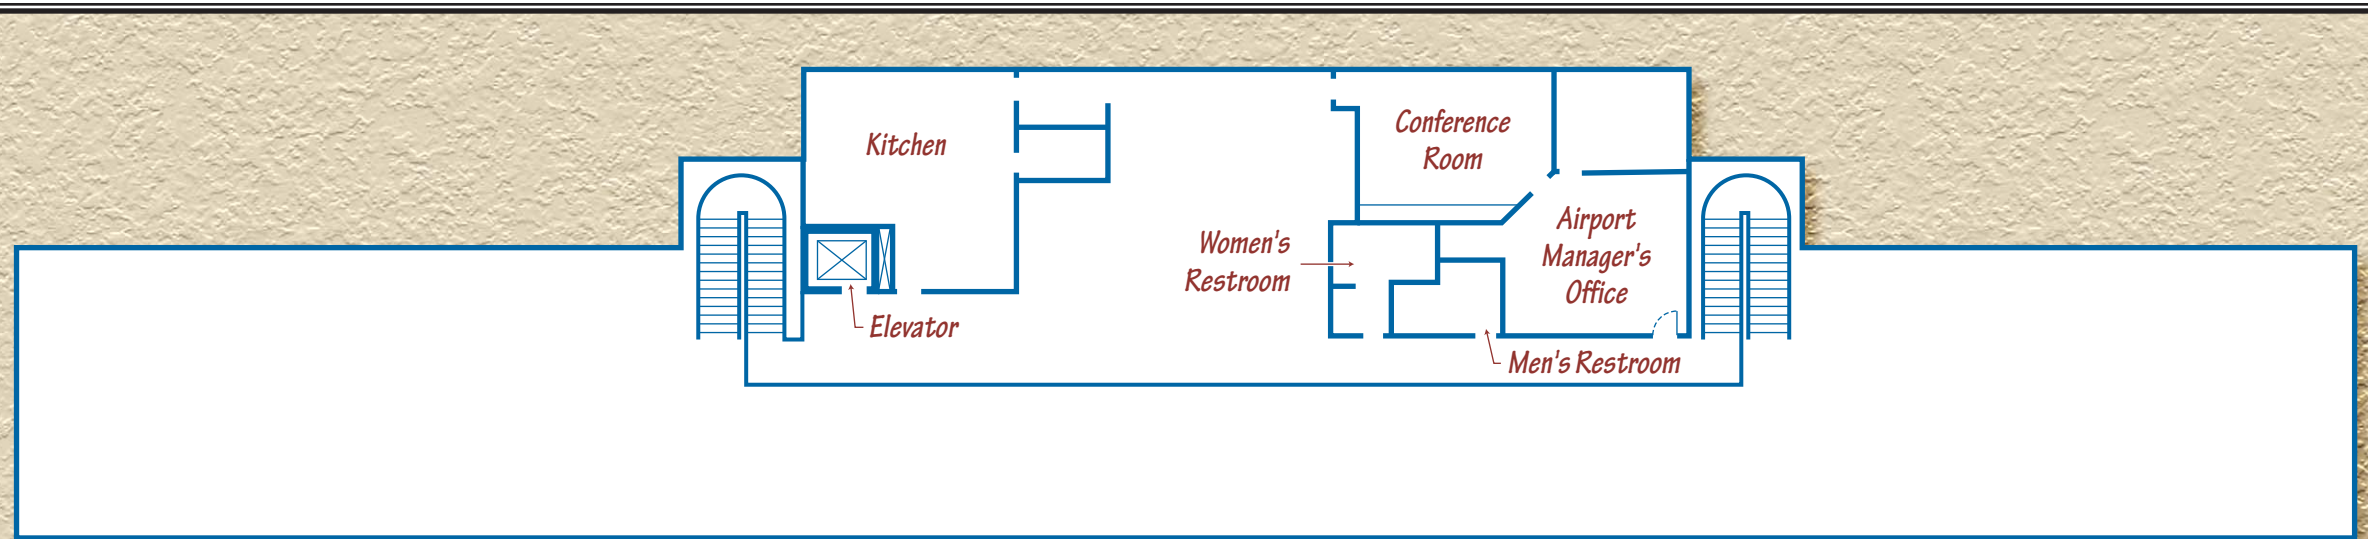 Kitchen
Elevator
Conference
Room
Women's
Restroom
Airport
Manager's
Office
Men's Restroom